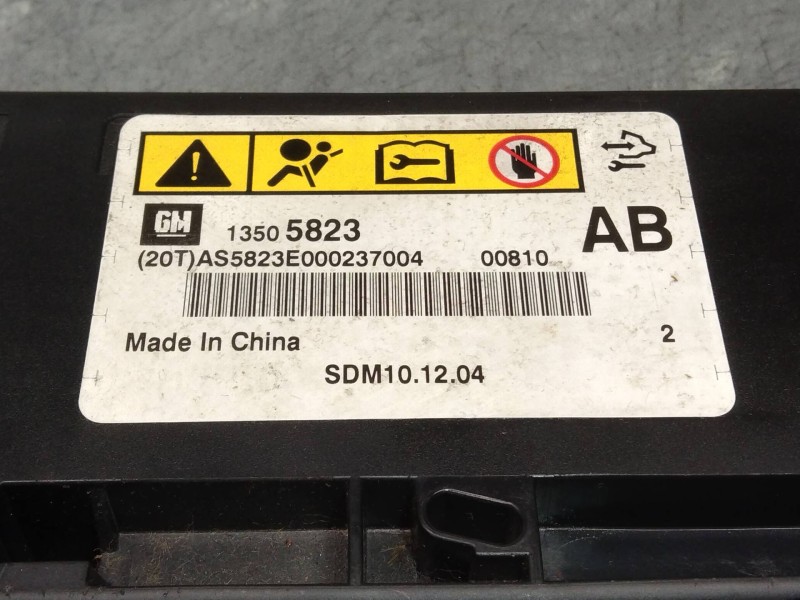 GM 1350 5823 AB
(20T)AS5823E000237004 00810
Made In China 2
SDM10.12.04